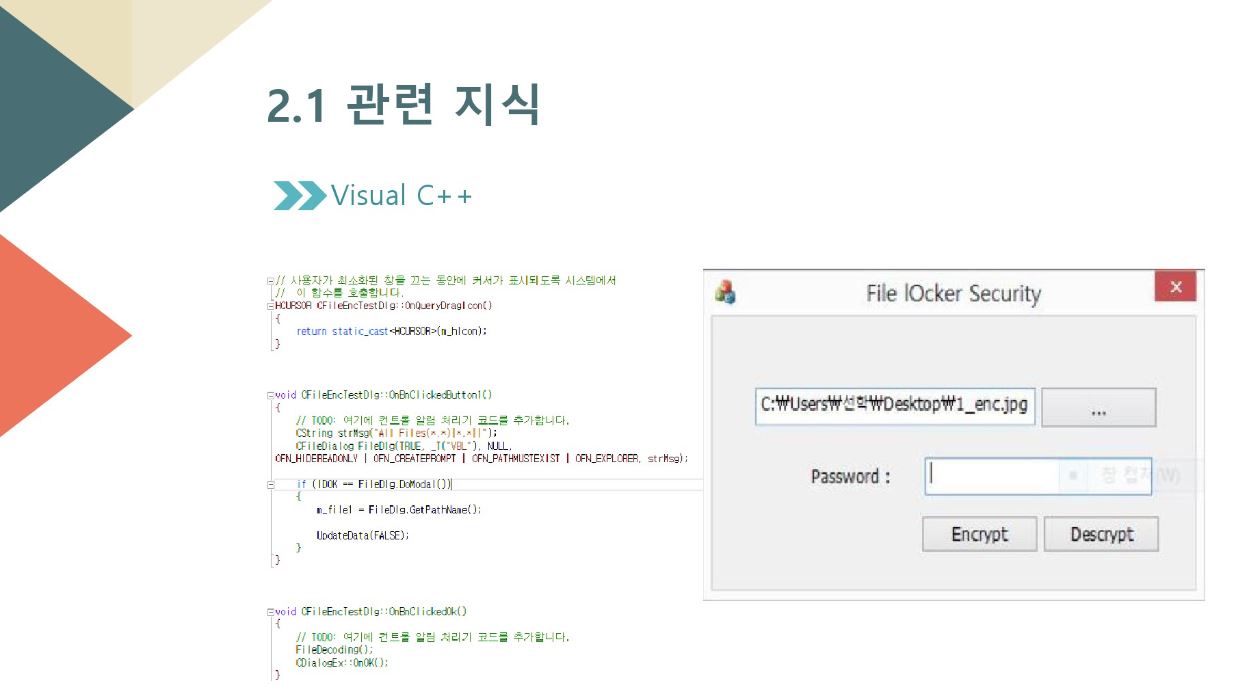 2.1 관련 지식
Visual C++
// 사용자가 최소화된 창을 끄는 동안에 커서가 표시되도록 시스템에서
//  이 함수를 호출합니다.
HCURSOR CFileEncTestDlg::OnQueryDragIcon()
{
return static_cast<HCURSOR>(m_hIcon);
}
void CFileEncTestDlg::OnBnClickedButton1()
{
// TODO: 여기에 컨트롤 알림 처리기 코드를 추가합니다.
CString strMsg("All Files(*.*)|*.*||");
CFileDialog FileDlg(TRUE, _T("VBL"), NULL,
OFN_HIDEREADONLY | OFN_CREATEPROMPT | OFN_PATHMUSTEXIST | OFN_EXPLORER, strMsg);
if (IDOK == FileDlg.DoModal())
{
m_file1 = FileDlg.GetPathName();
UpdateData(FALSE);
}
}
void CFileEncTestDlg::OnBnClickedOk()
{
// TODO: 여기에 컨트롤 알림 처리기 코드를 추가합니다.
FileDecoding();
CDialogEx::OnOK();
}
File lOcker Security
C:₩Users₩선학₩Desktop₩1_enc.jpg
...
Password :
창 캡처(W)
Encrypt
Descrypt